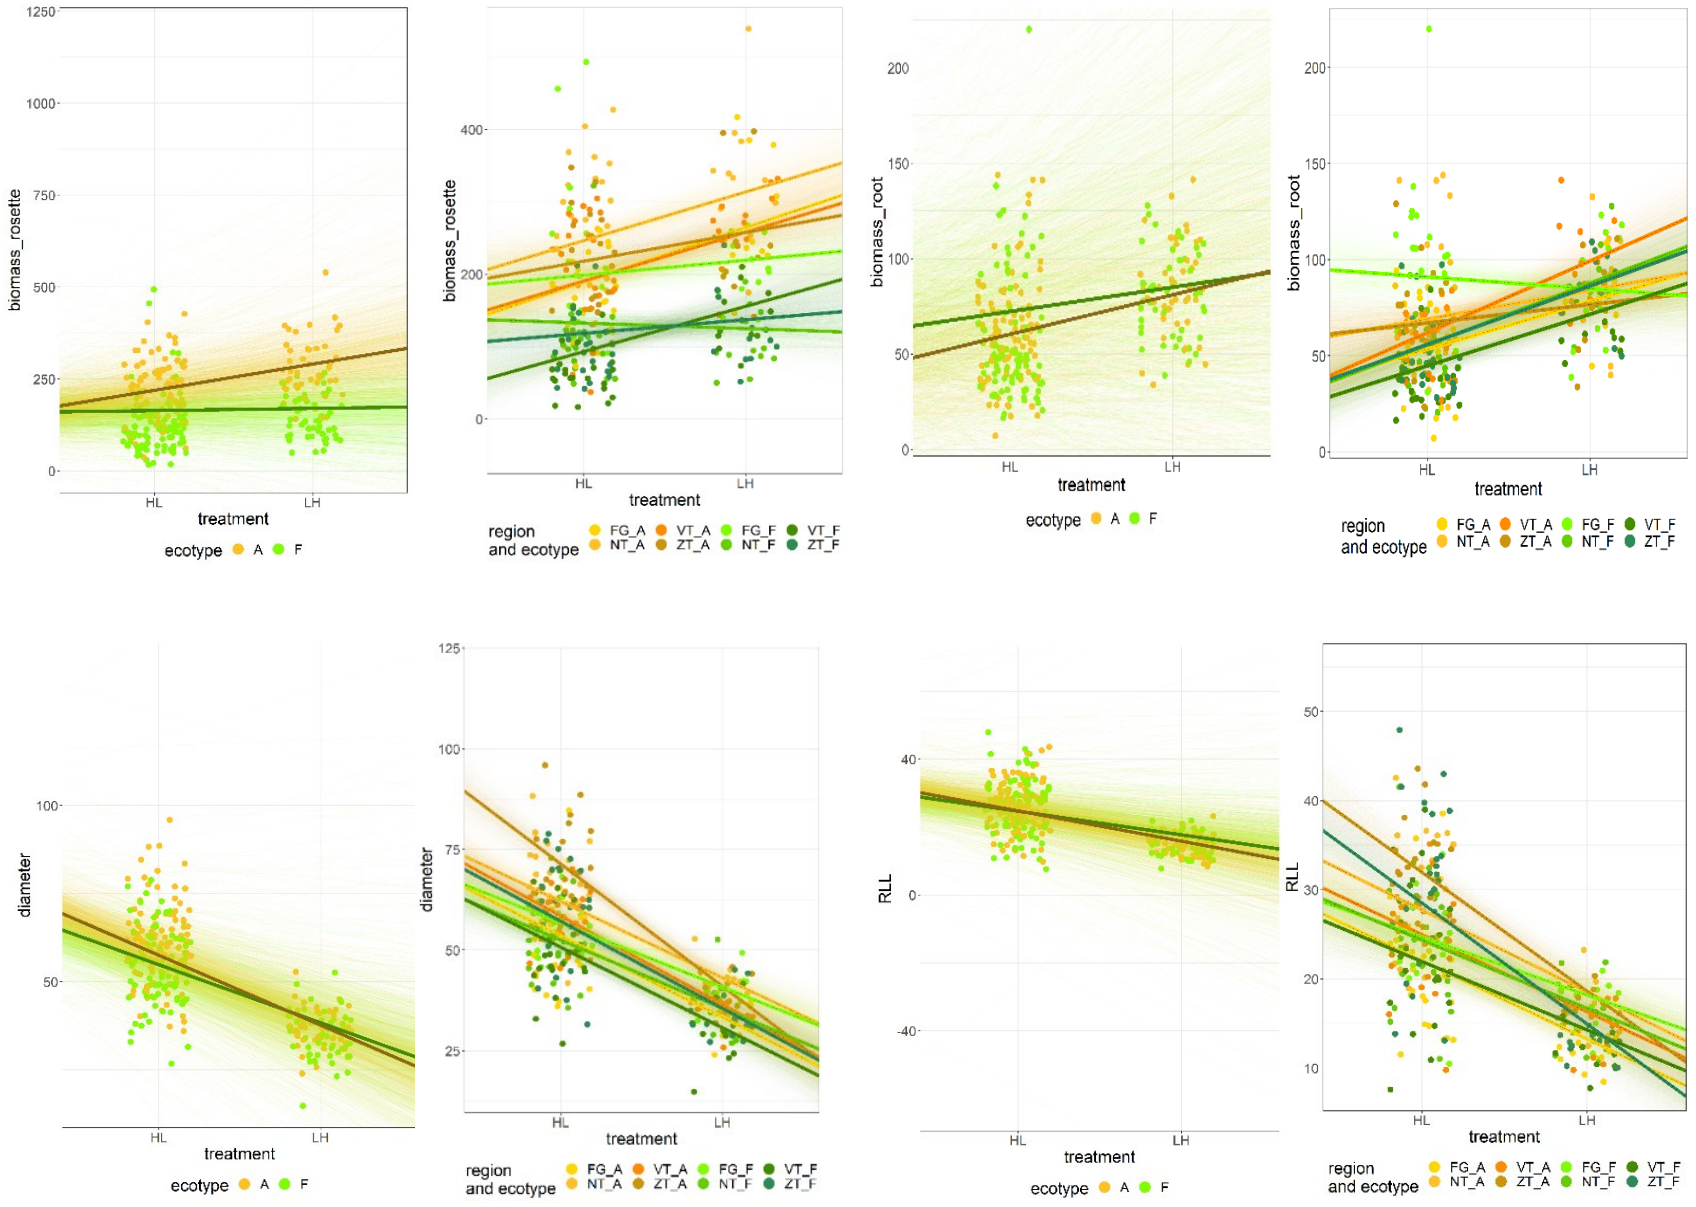 1250
1000
750
500
250
0
biomass_rosette
HL LH
treatment
ecotype A F
400
200
0
biomass_rosette
HL LH
treatment
region
and ecotype
FG_A VT_A FG_F VT_F
NT_A ZT_A NT_F ZT_F
200
150
100
50
0
biomass_root
HL LH
treatment
ecotype A F
200
150
100
50
0
biomass_root
HL LH
treatment
region
and ecotype
FG_A VT_A FG_F VT_F
NT_A ZT_A NT_F ZT_F
100
50
diameter
HL LH
treatment
ecotype A F
125
100
75
50
25
diameter
HL LH
treatment
region
and ecotype
FG_A VT_A FG_F VT_F
NT_A ZT_A NT_F ZT_F
40
0
-40
RLL
HL LH
treatment
ecotype A F
50
40
30
20
10
RLL
HL LH
treatment
region
and ecotype
FG_A VT_A FG_F VT_F
NT_A ZT_A NT_F ZT_F